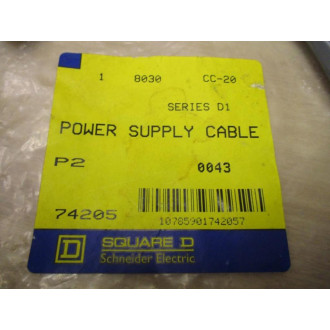 1 8030 CC-20
SERIES D1
POWER SUPPLY CABLE
P2 0043
74205
10785901742057
D SQUARE D
Schneider Electric